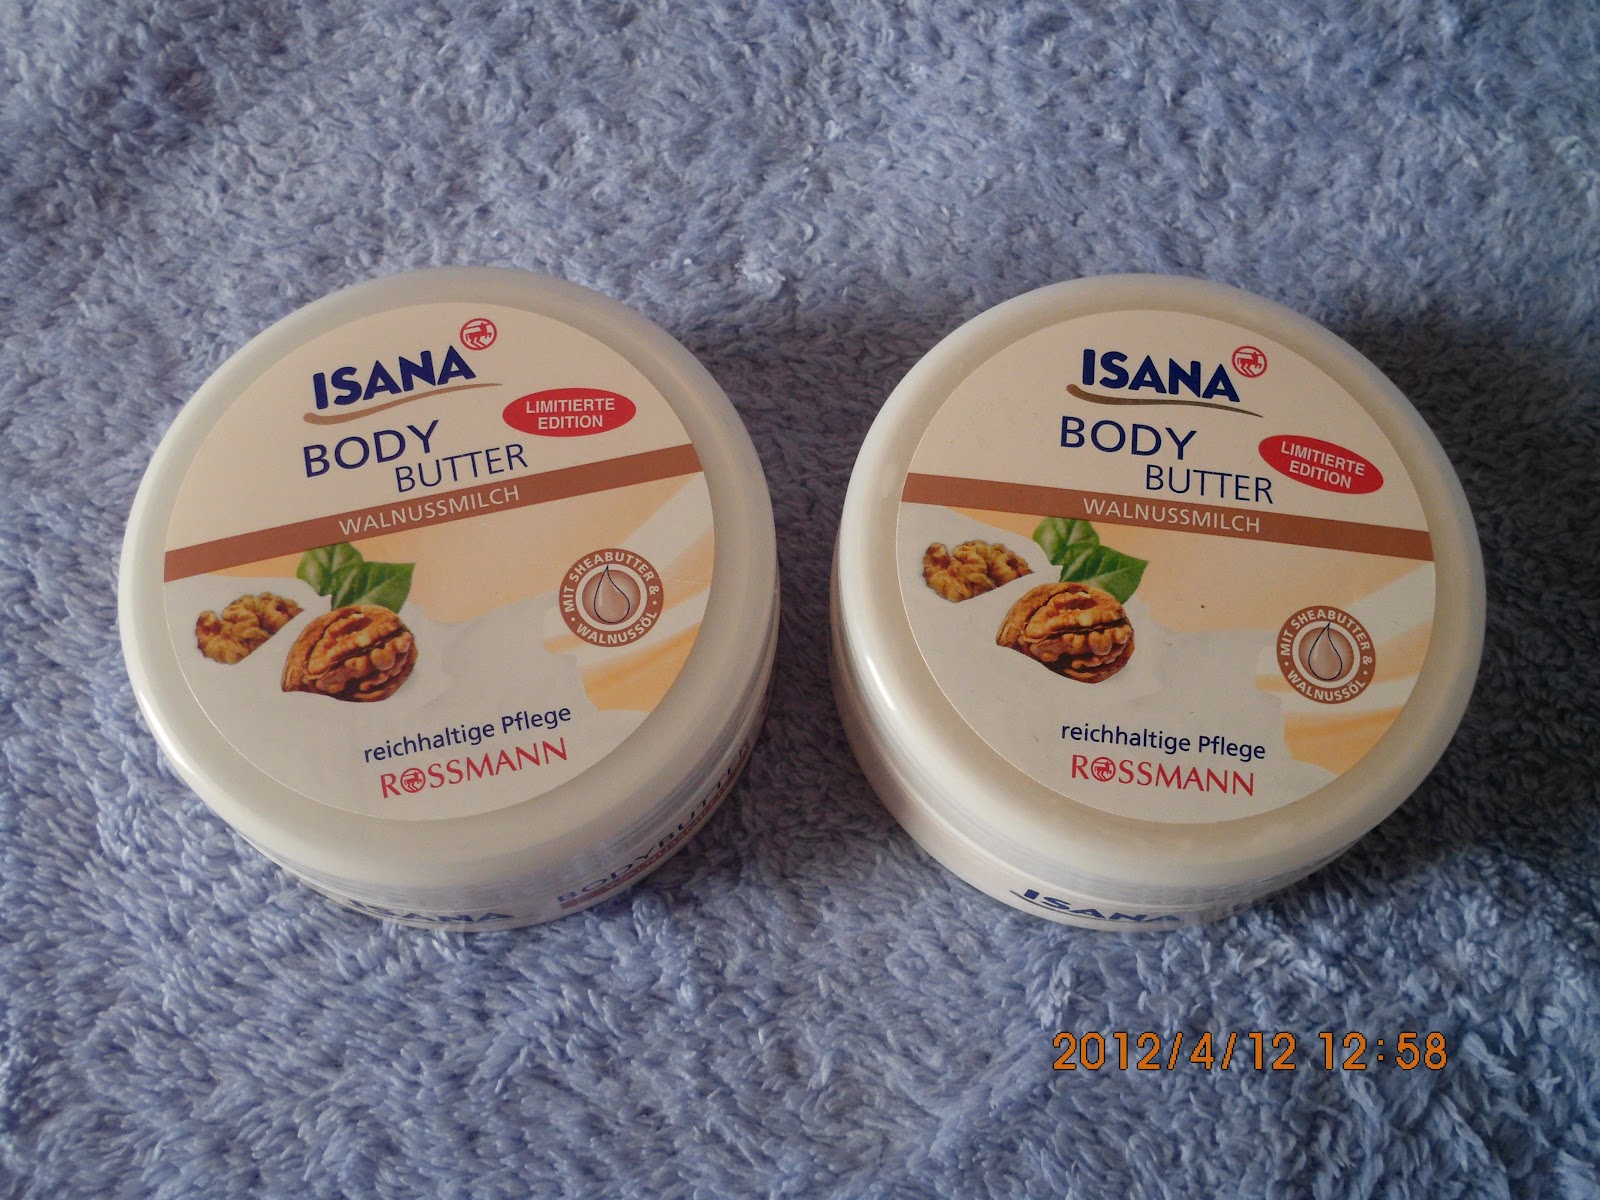 ISANA
BODY
BUTTER
LIMITIERTE
EDITION
WALNUSSMILCH
MIT SHEABUTTER &
WALNUSSÖL
reichhaltige Pflege
ROSSMANN
ISANA
BODYBUTTER
ISANA
BODY
BUTTER
LIMITIERTE
EDITION
WALNUSSMILCH
MIT SHEABUTTER &
WALNUSSÖL
reichhaltige Pflege
ROSSMANN
ISANA
2012/4/12 12:58